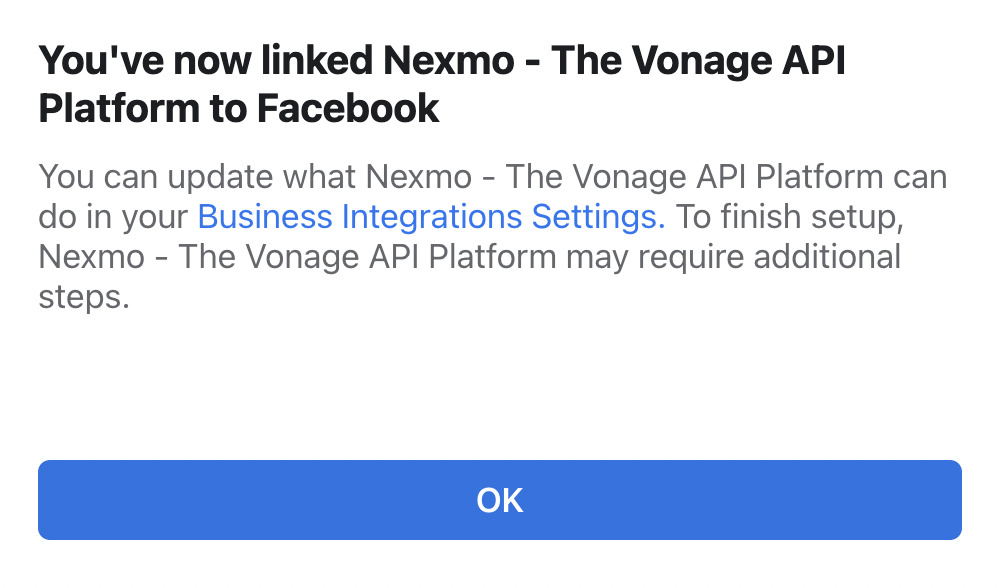 You've now linked Nexmo - The Vonage API
Platform to Facebook
You can update what Nexmo - The Vonage API Platform can
do in your Business Integrations Settings. To finish setup,
Nexmo - The Vonage API Platform may require additional
steps.
OK